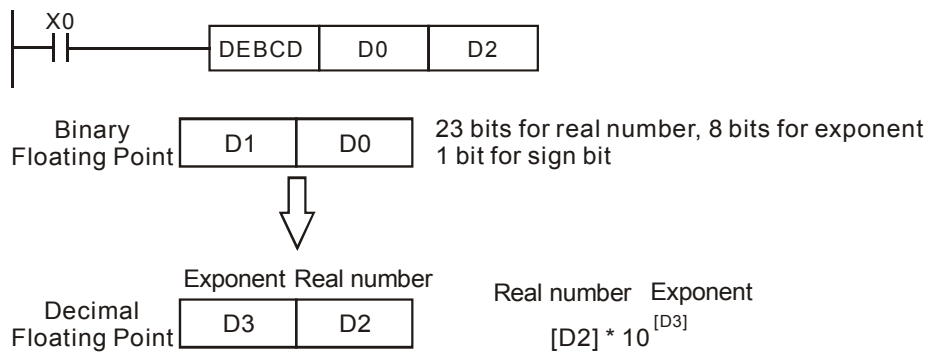 X0
DEBCD D0 D2
Binary
Floating Point
D1 D0
23 bits for real number, 8 bits for exponent
1 bit for sign bit
Exponent Real number
Decimal
Floating Point
D3 D2
Real number Exponent
[D2] * 10 [D3]